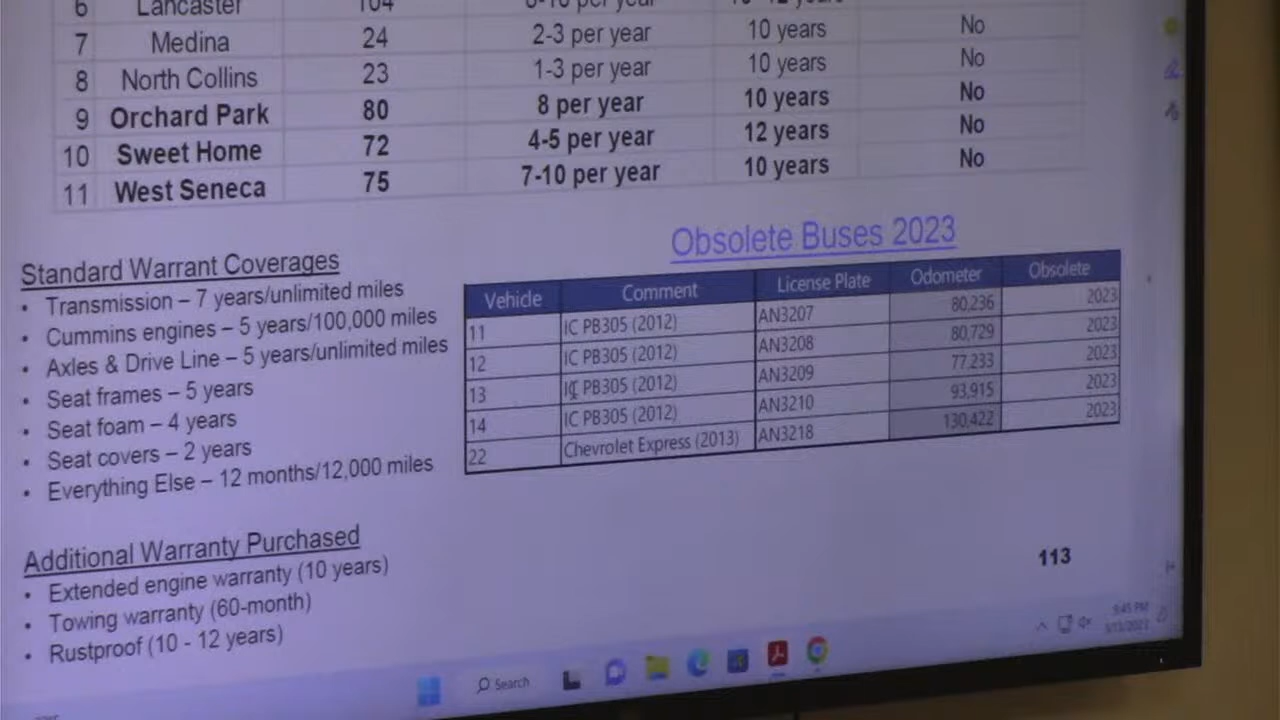 6 Lancaster 104
7 Medina 24 2-3 per year 10 years No
8 North Collins 23 1-3 per year 10 years No
9 Orchard Park 80 8 per year 10 years No
10 Sweet Home 72 4-5 per year 12 years No
11 West Seneca 75 7-10 per year 10 years No
Standard Warrant Coverages
• Transmission – 7 years/unlimited miles
• Cummins engines – 5 years/100,000 miles
• Axles & Drive Line – 5 years/unlimited miles
• Seat frames – 5 years
• Seat foam – 4 years
• Seat covers – 2 years
• Everything Else – 12 months/12,000 miles
Additional Warranty Purchased
• Extended engine warranty (10 years)
• Towing warranty (60-month)
• Rustproof (10 - 12 years)
Obsolete Buses 2023
Vehicle Comment License Plate Odometer Obsolete
11 IC PB305 (2012) AN3207 80,236 2023
12 IC PB305 (2012) AN3208 80,729 2023
13 IC PB305 (2012) AN3209 77,233 2023
14 IC PB305 (2012) AN3210 93,915 2023
22 Chevrolet Express (2013) AN3218 130,422 2023
113
Search
9:45 PM